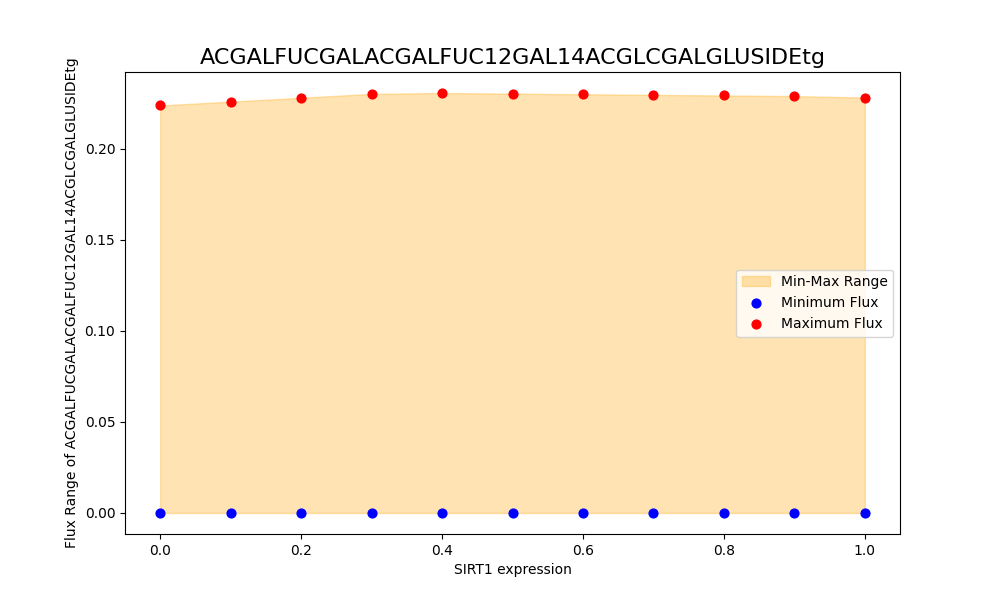 ACGALFUCGALACGALFUC12GAL14ACGLCGALGLUSIDEtg
Flux Range of ACGALFUCGALACGALFUC12GAL14ACGLCGALGLUSIDEtg
0.20
0.15
0.10
0.05
0.00
Min-Max Range
Minimum Flux
Maximum Flux
0.0 0.2 0.4 0.6 0.8 1.0
SIRT1 expression